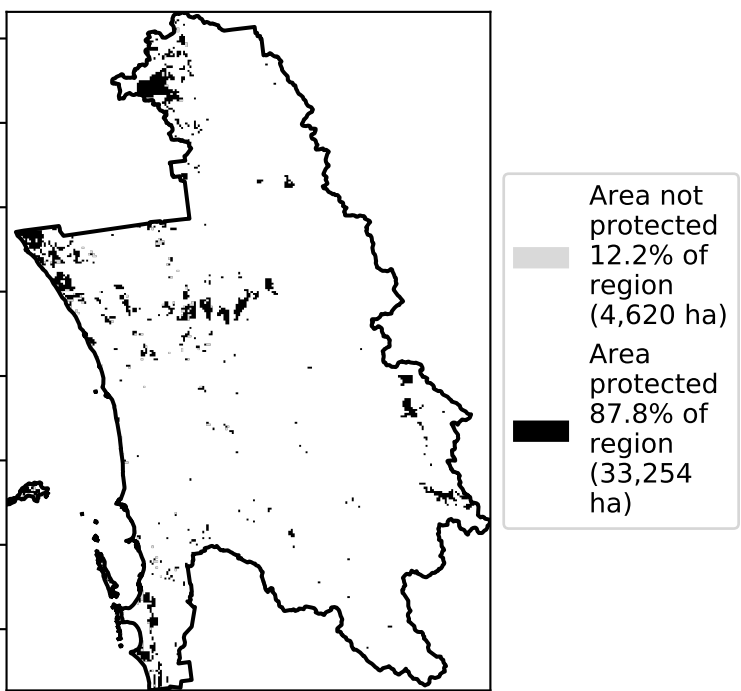 Area not
protected
12.2% of
region
(4,620 ha)
Area
protected
87.8% of
region
(33,254
ha)